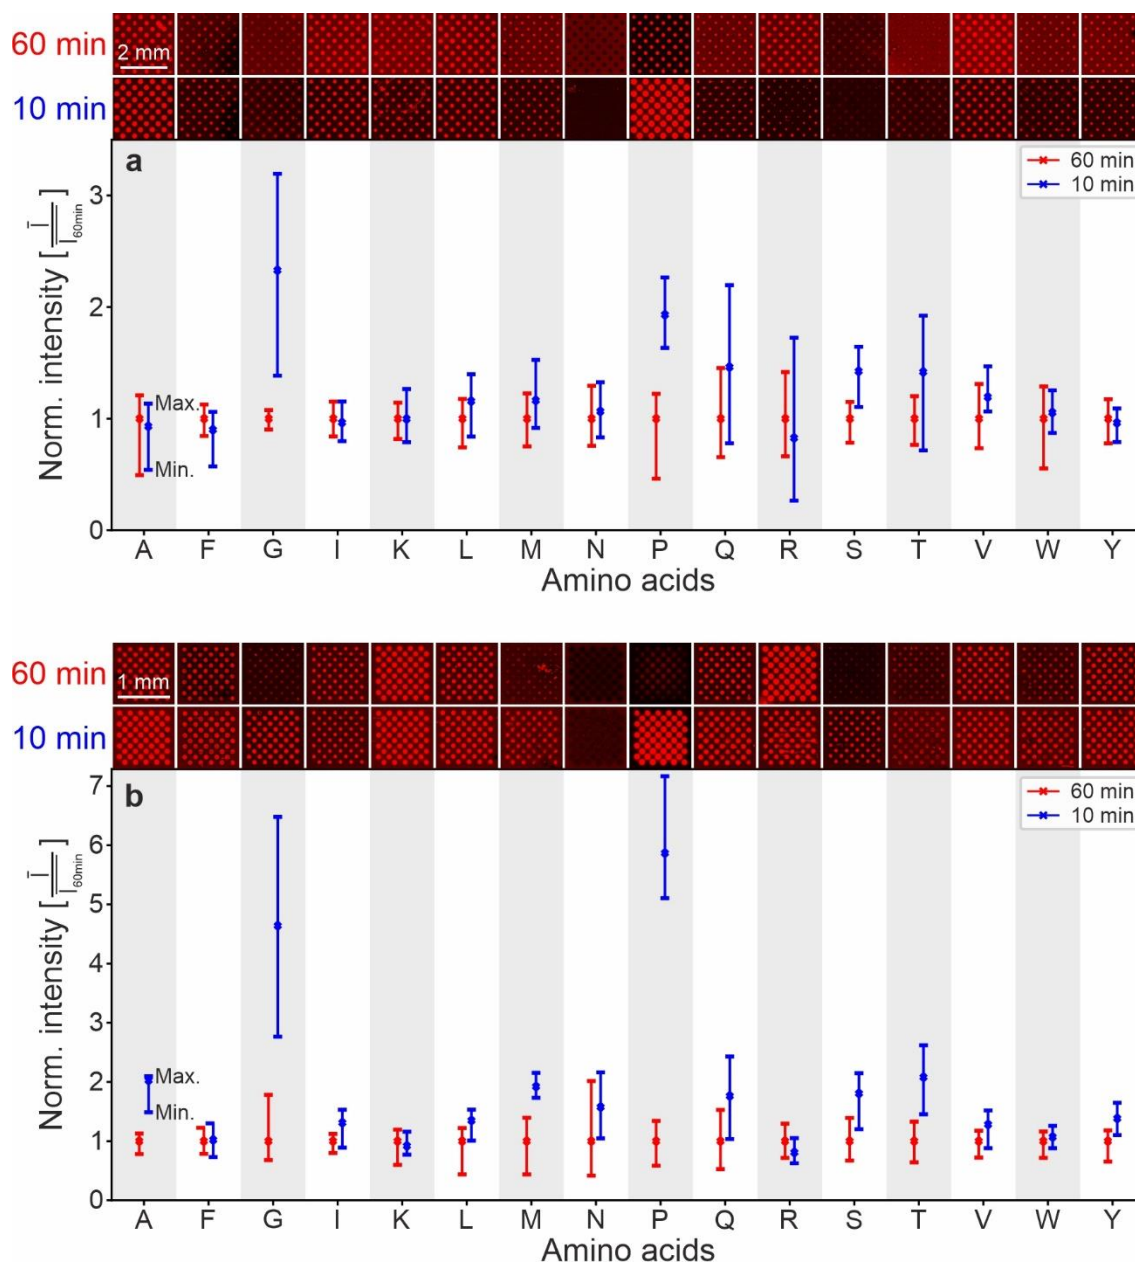 60 min
2 mm
10 min
a
60 min
10 min
Norm. intensity [Ī / I̿60min]
3
2
1
0
Max.
Min.
A F G I K L M N P Q R S T V W Y
Amino acids
60 min
1 mm
10 min
b
60 min
10 min
Norm. intensity [Ī / I̿60min]
7
6
5
4
3
2
1
0
Max.
Min.
A F G I K L M N P Q R S T V W Y
Amino acids